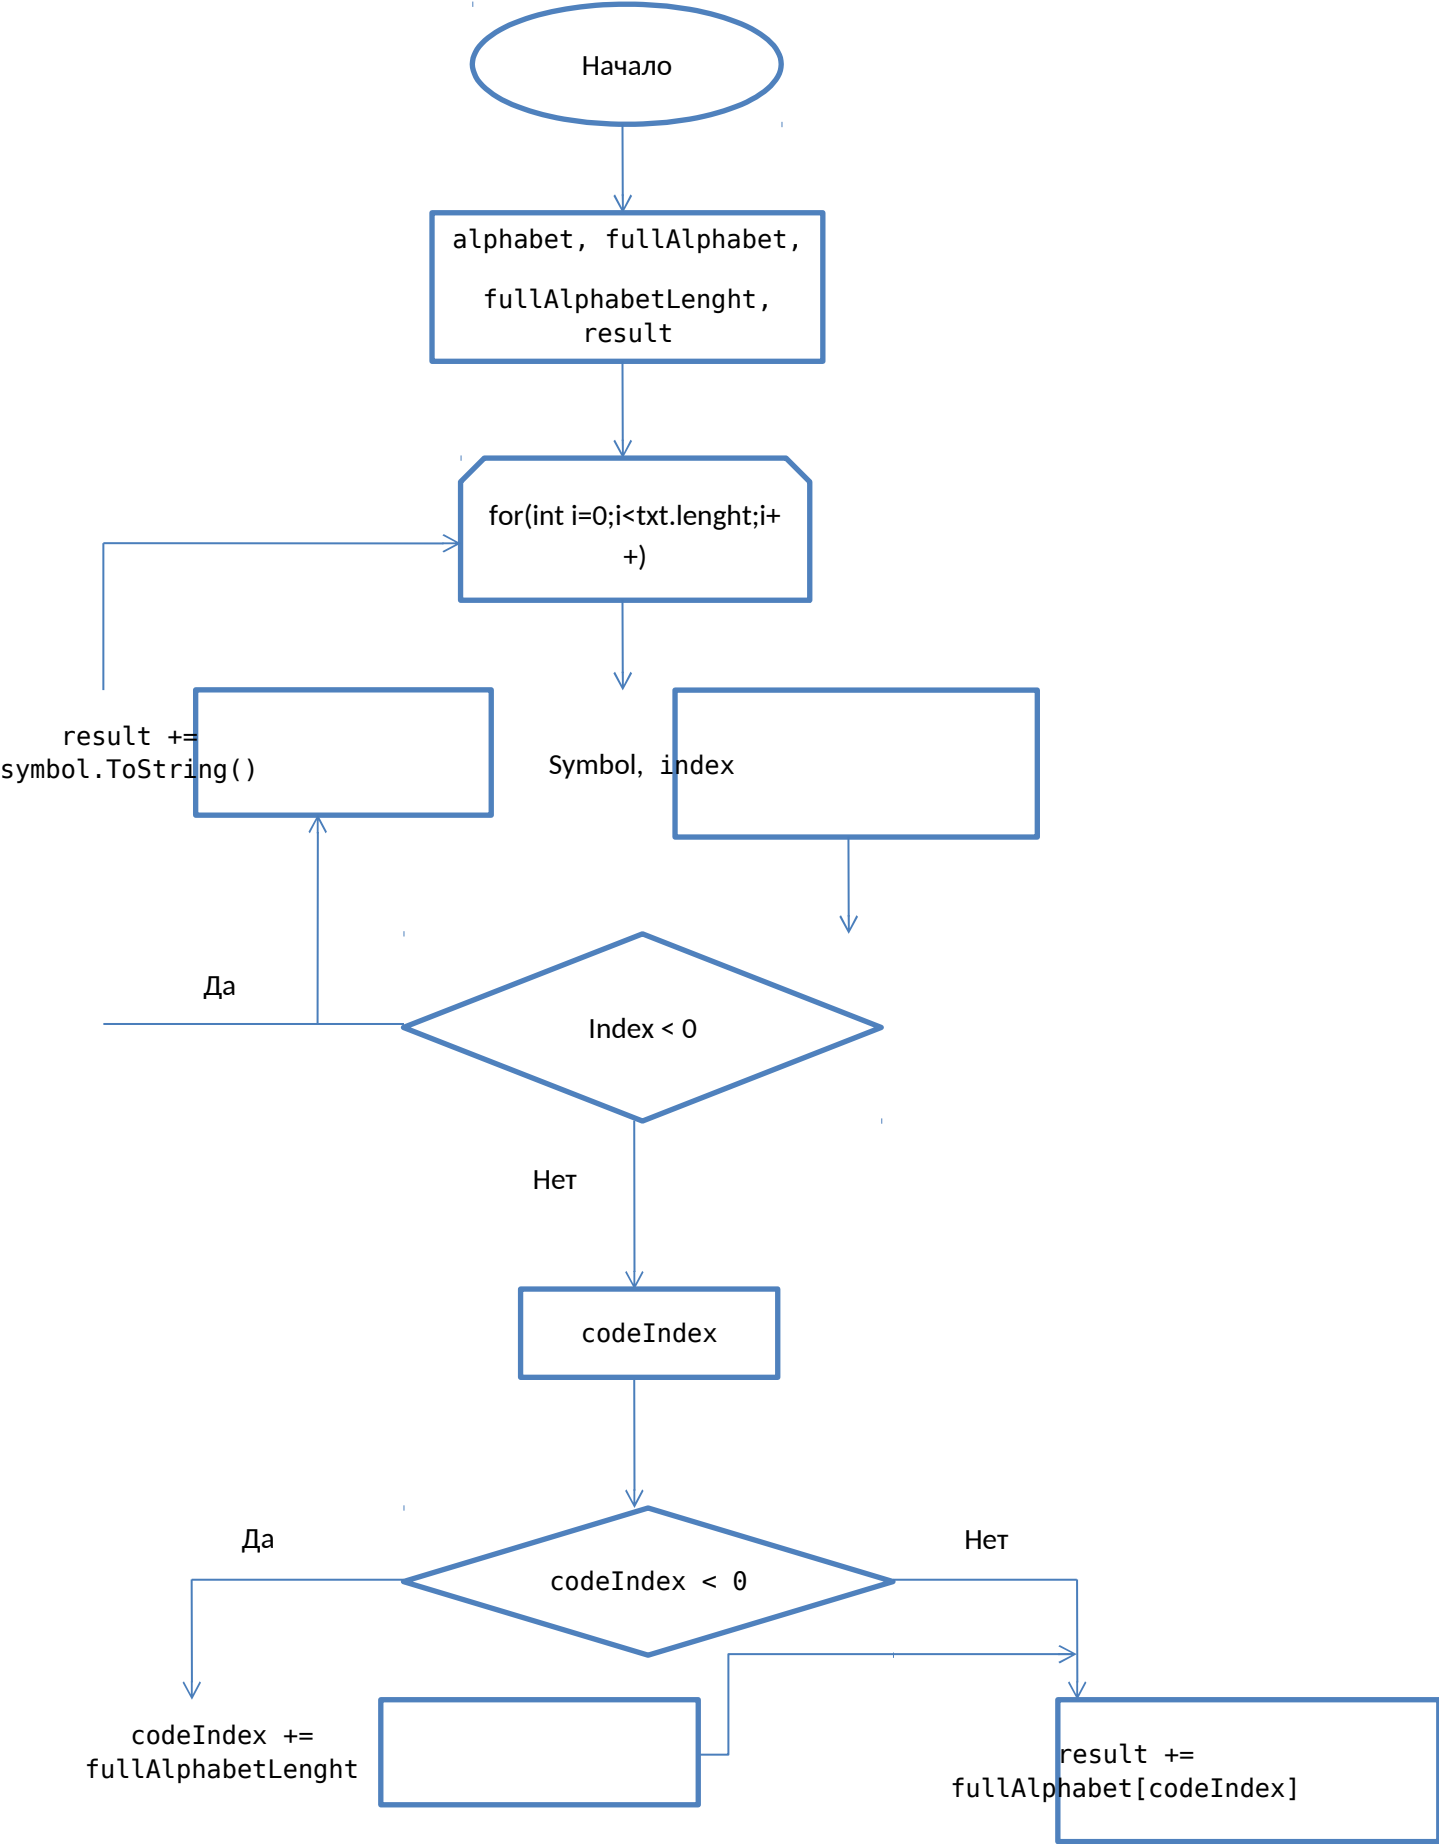 Начало
alphabet, fullAlphabet,
fullAlphabetLenght,
result
for(int i=0;i<txt.lenght;i+
+)
result +=
symbol.ToString()
Symbol, index
Да
Index < 0
Нет
codeIndex
Да
Нет
codeIndex < 0
codeIndex +=
fullAlphabetLenght
result +=
fullAlphabet[codeIndex]